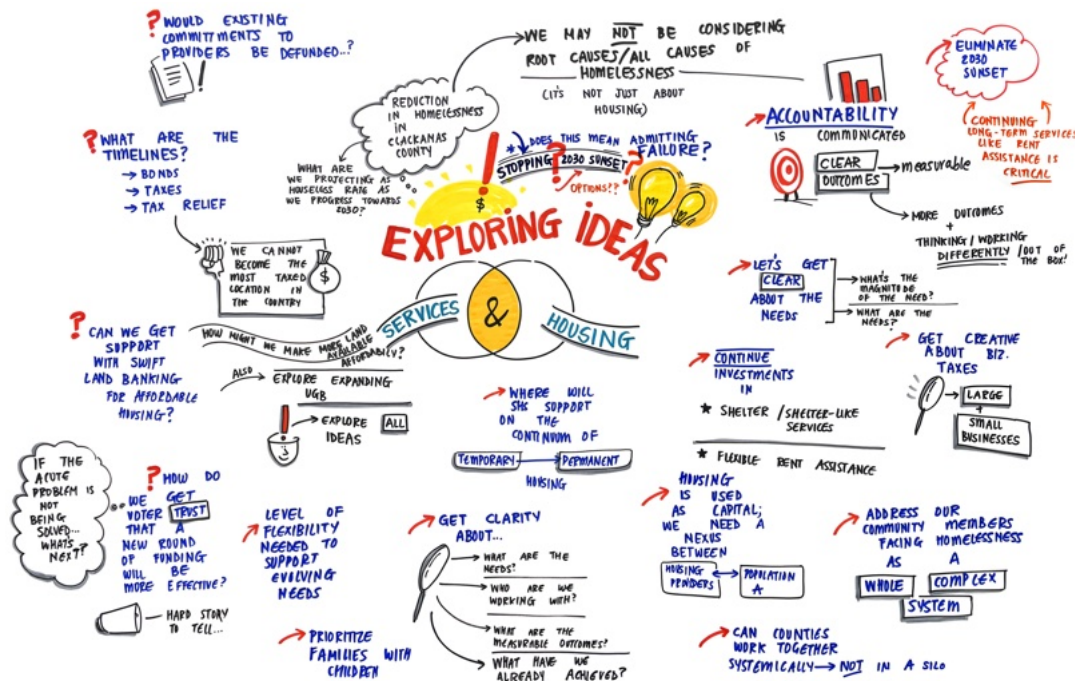 ? WOULD EXISTING
COMMITMENTS TO
PROVIDERS BE DEFUNDED...?
!
? WHAT ARE THE
TIMELINES?
→ BONDS
→ TAXES
→ TAX RELIEF
WE CANNOT
BECOME THE
MOST TAXED
LOCATION IN
THE COUNTRY
$
? CAN WE GET
SUPPORT
WITH SWIFT
LAND BANKING
FOR AFFORDABLE
HOUSING?
HOW MIGHT WE MAKE MORE LAND
AVAILABLE
AFFORDABLY?
ALSO
EXPLORE EXPANDING
UGB
EXPLORE ALL
IDEAS
IF THE
ACUTE
PROBLEM IS
NOT
BEING
SOLVED...
WHATS
NEXT?
? HOW DO
WE GET
VOTER TRUST
THAT A
NEW ROUND
OF FUNDING
WILL BE
MORE EFFECTIVE?
HARD STORY
TO TELL...
WE MAY NOT BE CONSIDERING
ROOT CAUSES/ALL CAUSES OF
HOMELESSNESS
(IT'S NOT JUST ABOUT
HOUSING)
REDUCTION
IN HOMELESSNESS
IN
CLACKAMAS
COUNTY
WHAT ARE
WE PROJECTING AS
HOUSELESS RATE AS
WE PROGRESS TOWARDS
2030?
* DOES THIS MEAN ADMITTING
FAILURE?
STOPPING ? 2030 SUNSET ?
OPTIONS??
! $
$
EXPLORING IDEAS
SERVICES & HOUSING
WHERE WILL
SHS SUPPORT
ON THE
CONTINUUM OF
TEMPORARY → PERMANENT
HOUSING
LEVEL OF
FLEXIBILITY
NEEDED TO
SUPPORT
EVOLVING
NEEDS
PRIORITIZE
FAMILIES WITH
CHILDREN
GET CLARITY
ABOUT...
WHAT ARE THE
NEEDS?
WHO ARE WE
WORKING WITH?
WHAT ARE THE
MEASURABLE OUTCOMES?
WHAT HAVE WE
ALREADY ACHIEVED?
ACCOUNTABILITY
IS COMMUNICATED
CLEAR
OUTCOMES
→ measurable
MORE OUTCOMES
+
THINKING/WORKING
DIFFERENTLY/OUT OF
THE BOX!
ELIMINATE
2030
SUNSET
CONTINUING
LONG-TERM SERVICES
LIKE RENT
ASSISTANCE IS
CRITICAL
LET'S GET
CLEAR
ABOUT THE
NEEDS
WHAT'S THE
MAGNITUDE
OF THE NEED?
WHAT ARE THE
NEEDS?
CONTINUE
INVESTMENTS
IN
* SHELTER/SHELTER-LIKE
SERVICES
* FLEXIBLE RENT ASSISTANCE
GET CREATIVE
ABOUT BIZ.
TAXES
LARGE
+
SMALL
BUSINESSES
HOUSING
IS USED
AS CAPITAL;
WE NEED A
NEXUS
BETWEEN
HOUSING
PROVIDERS
↔
POPULATION
A
ADDRESS OUR
COMMUNITY MEMBERS
FACING HOMELESSNESS
AS A
WHOLE COMPLEX
SYSTEM
CAN COUNTIES
WORK TOGETHER
SYSTEMICALLY → NOT IN A SILO